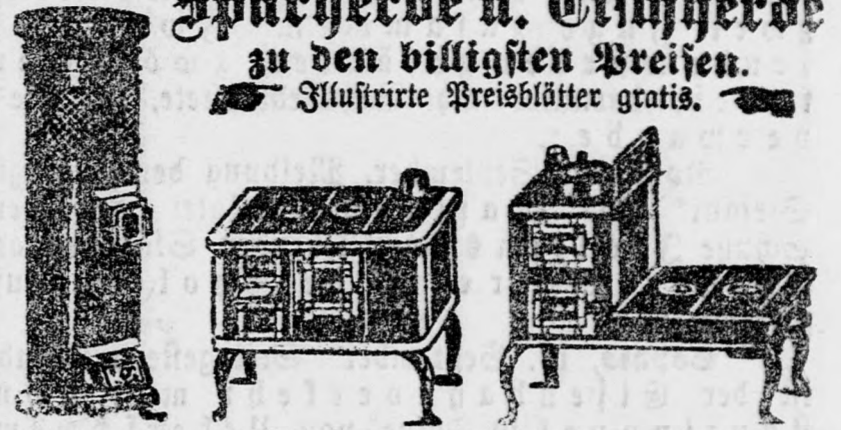 Sparherde u. Tischherde
zu den billigsten Preisen.
Illustrirte Preisblätter gratis.